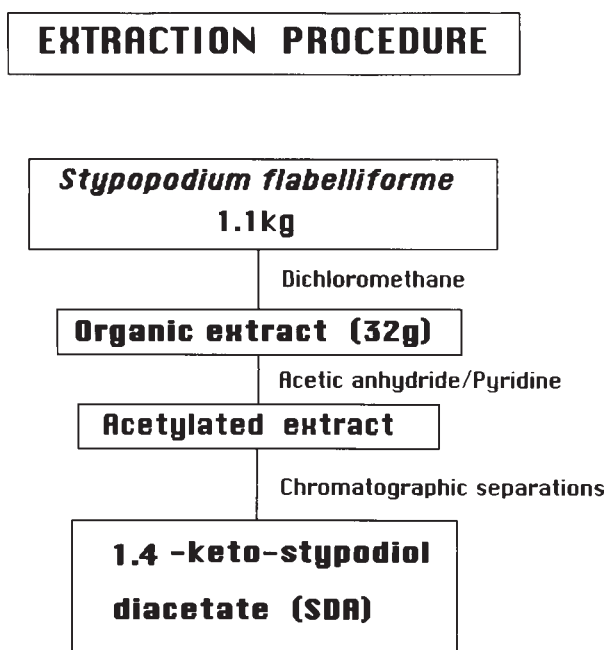 EXTRACTION PROCEDURE
Stypopodium flabelliforme
1.1kg
Dichloromethane
Organic extract (32g)
Acetic anhydride/Pyridine
Acetylated extract
Chromatographic separations
1.4 -keto-stypodiol
diacetate (SDA)